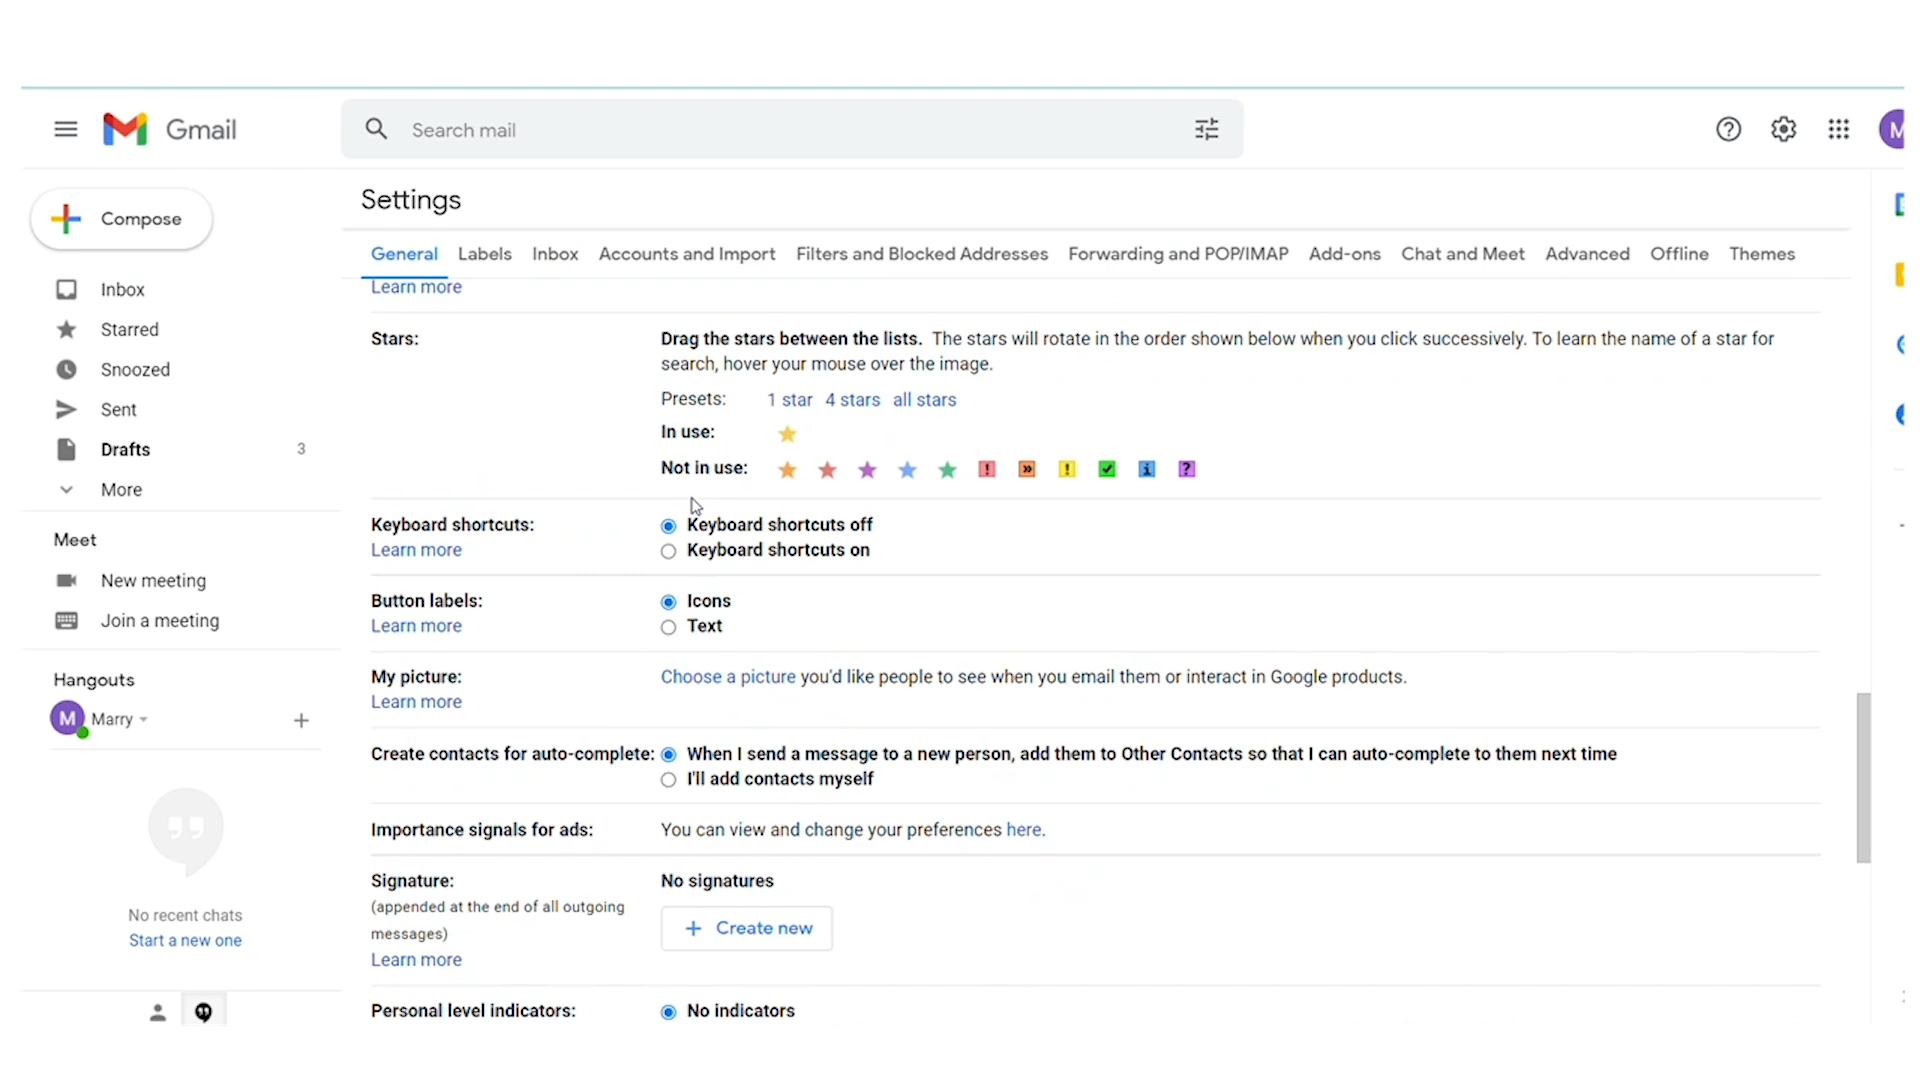 Gmail
Search mail
M
Compose
Inbox
Starred
Snoozed
Sent
Drafts 3
More
Meet
New meeting
Join a meeting
Hangouts
M Marry
No recent chats
Start a new one
Settings
General Labels Inbox Accounts and Import Filters and Blocked Addresses Forwarding and POP/IMAP Add-ons Chat and Meet Advanced Offline Themes
Learn more
Stars: Drag the stars between the lists. The stars will rotate in the order shown below when you click successively. To learn the name of a star for
search, hover your mouse over the image.
Presets: 1 star 4 stars all stars
In use:
Not in use: ! » ! ✓ i ?
Keyboard shortcuts: Keyboard shortcuts off
Learn more Keyboard shortcuts on
Button labels: Icons
Learn more Text
My picture: Choose a picture you'd like people to see when you email them or interact in Google products.
Learn more
Create contacts for auto-complete: When I send a message to a new person, add them to Other Contacts so that I can auto-complete to them next time
I'll add contacts myself
Importance signals for ads: You can view and change your preferences here.
Signature: No signatures
(appended at the end of all outgoing
messages)
+ Create new
Learn more
Personal level indicators: No indicators